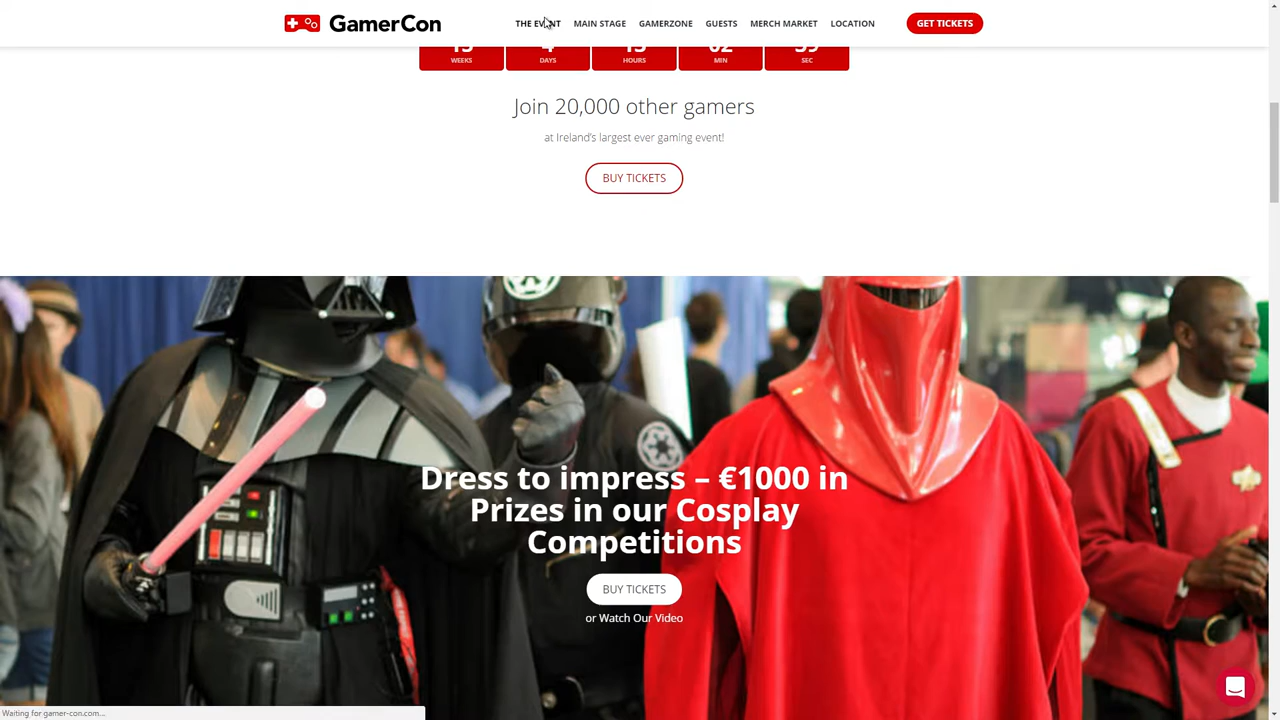 GamerCon
THE EVENT MAIN STAGE GAMERZONE GUESTS MERCH MARKET LOCATION GET TICKETS
WEEKS DAYS HOURS MIN SEC
Join 20,000 other gamers
at Ireland's largest ever gaming event!
BUY TICKETS
Dress to impress – €1000 in
Prizes in our Cosplay
Competitions
BUY TICKETS
or Watch Our Video
Waiting for gamer-con.com...